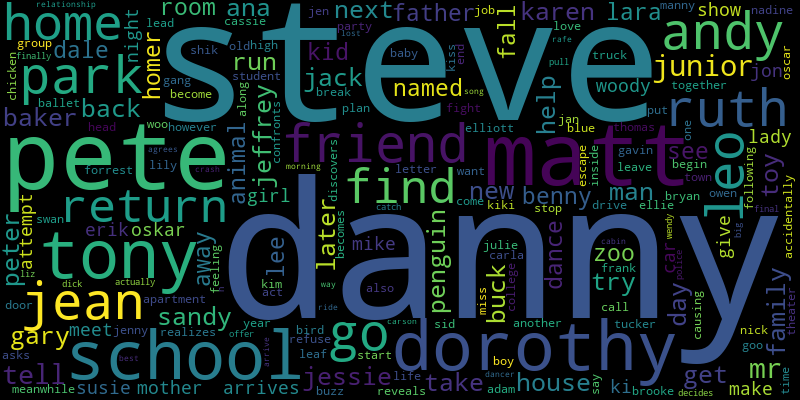 relationship
home
room
ana
next
father
karen
lara
show
manny
nadine
lead
cassie
jen
party
job
love
rafe
andy
group
finally
dale
night
homer
shik
old
high
run
gang
student
become
kid
lost
baby
kiss
end
fall
truck
pull
junior
jon
oscar
steve
park
chicken
ballet
back
jack
break
named
plan
song
fight
help
woody
together
put
ruth
baker
head
woo
however
along
jeffrey
confronts
friend
elliott
jan
blue
thomas
one
lady
pete
agrees
lily
crash
forrest
animal
morning
discovers
letter
matt
want
escape
inside
gavin
leave
see
begin
town
leo
toy
following
accidentally
peter
attempt
return
swan
girl
find
catch
come
new
benny
man
bryan
owen
final
erik
oskar
away
feeling
later
becomes
penguin
kiki
stop
drive
ellie
wendy
give
big
tony
liz
dick
actually
lee
mike
julie
dance
cabin
zoo
car
police
family
danny
jean
door
apartment
kim
act
way
also
carla
college
frank
try
day
causing
theater
gary
meet
jenny
sandy
year
ride
miss
buck
sid
another
call
tucker
nick
school
realizes
offer
bird
refuse
carson
go
start
dorothy
boy
goo
mr
asks
tell
best
arrive
leaf
jessie
life
take
dancer
house
say
ki
get
time
meanwhile
susie
mother
arrives
buzz
reveals
adam
brooke
decides
make